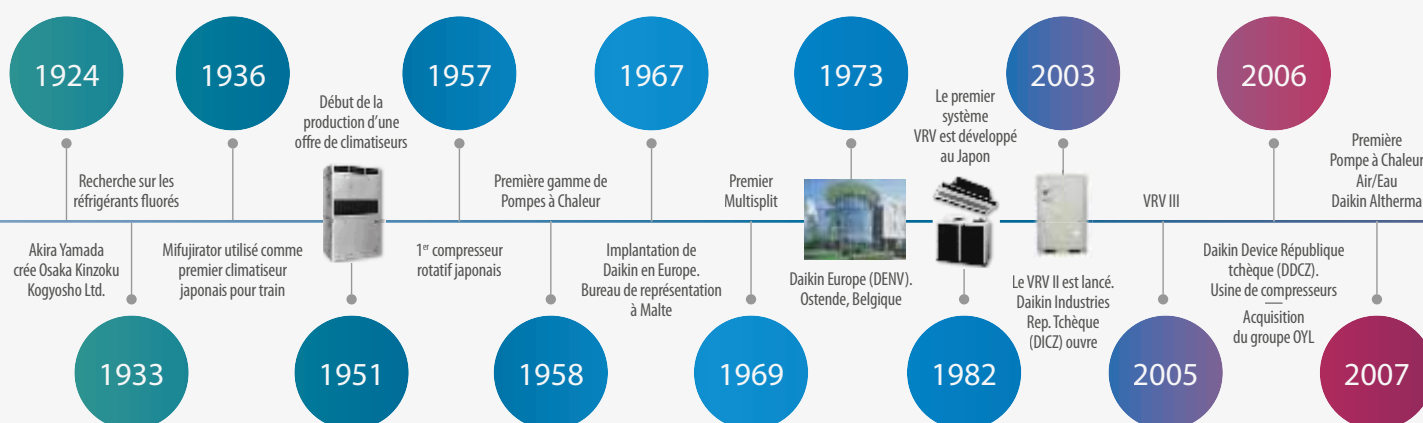 1924
Akira Yamada
crée Osaka Kinzoku
Kogyosho Ltd.
1933
Recherche sur les
réfrigérants fluorés
1936
Mifujirator utilisé comme
premier climatiseur
japonais pour train
1951
Début de la
production d’une
offre de climatiseurs
1957
1er compresseur
rotatif japonais
1958
Première gamme de
Pompes à Chaleur
1967
Implantation de
Daikin en Europe.
Bureau de représentation
à Malte
1969
Premier
Multisplit
1973
Daikin Europe (DENV).
Ostende, Belgique
1982
Le premier
système
VRV est développé
au Japon
2003
Le VRV II est lancé.
Daikin Industries
Rep. Tchèque
(DICZ) ouvre
2005
VRV III
2006
Daikin Device République
tchèque (DDCZ).
Usine de compresseurs
Acquisition
du groupe OYL
2007
Première
Pompe à Chaleur
Air/Eau
Daikin Altherma